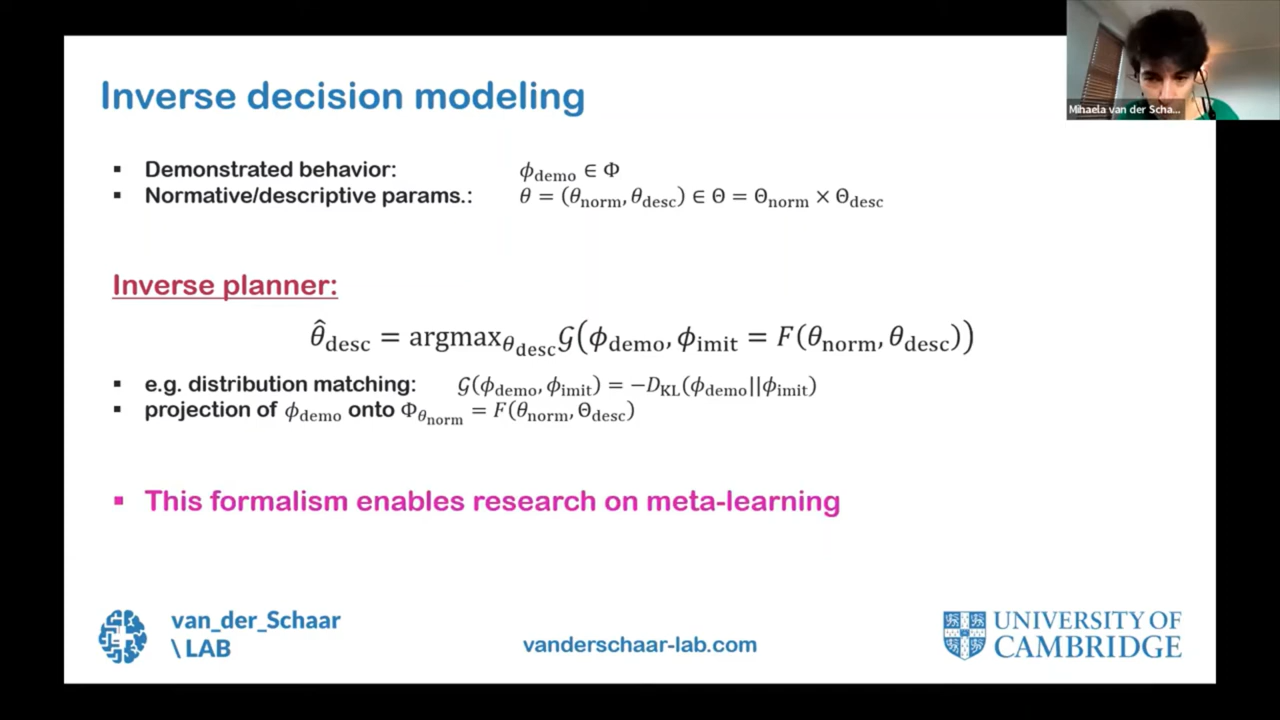 Inverse decision modeling
Mihaela van der Scha...
▪ Demonstrated behavior: ϕ_demo ∈ Φ
▪ Normative/descriptive params.: θ = (θ_norm, θ_desc) ∈ Θ = Θ_norm × Θ_desc
Inverse planner:
θ̂_desc = argmax_θ_desc 𝒢(ϕ_demo, ϕ_imit = F(θ_norm, θ_desc))
▪ e.g. distribution matching: 𝒢(ϕ_demo, ϕ_imit) = −D_KL(ϕ_demo||ϕ_imit)
▪ projection of ϕ_demo onto Φ_θ_norm = F(θ_norm, Θ_desc)
▪ This formalism enables research on meta-learning
van_der_Schaar
\LAB
vanderschaar-lab.com
UNIVERSITY OF
CAMBRIDGE